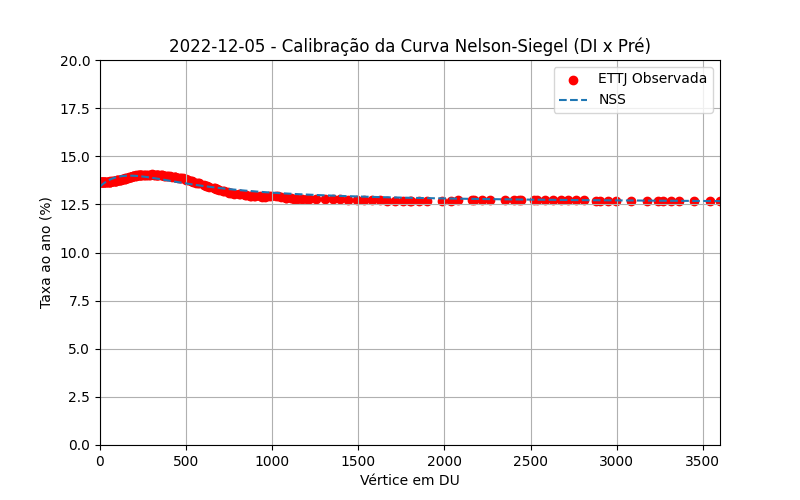 2022-12-05 - Calibração da Curva Nelson-Siegel (DI x Pré)
ETTJ Observada
NSS
Taxa ao ano (%)
20.0
17.5
15.0
12.5
10.0
7.5
5.0
2.5
0.0
0 500 1000 1500 2000 2500 3000 3500
Vértice em DU